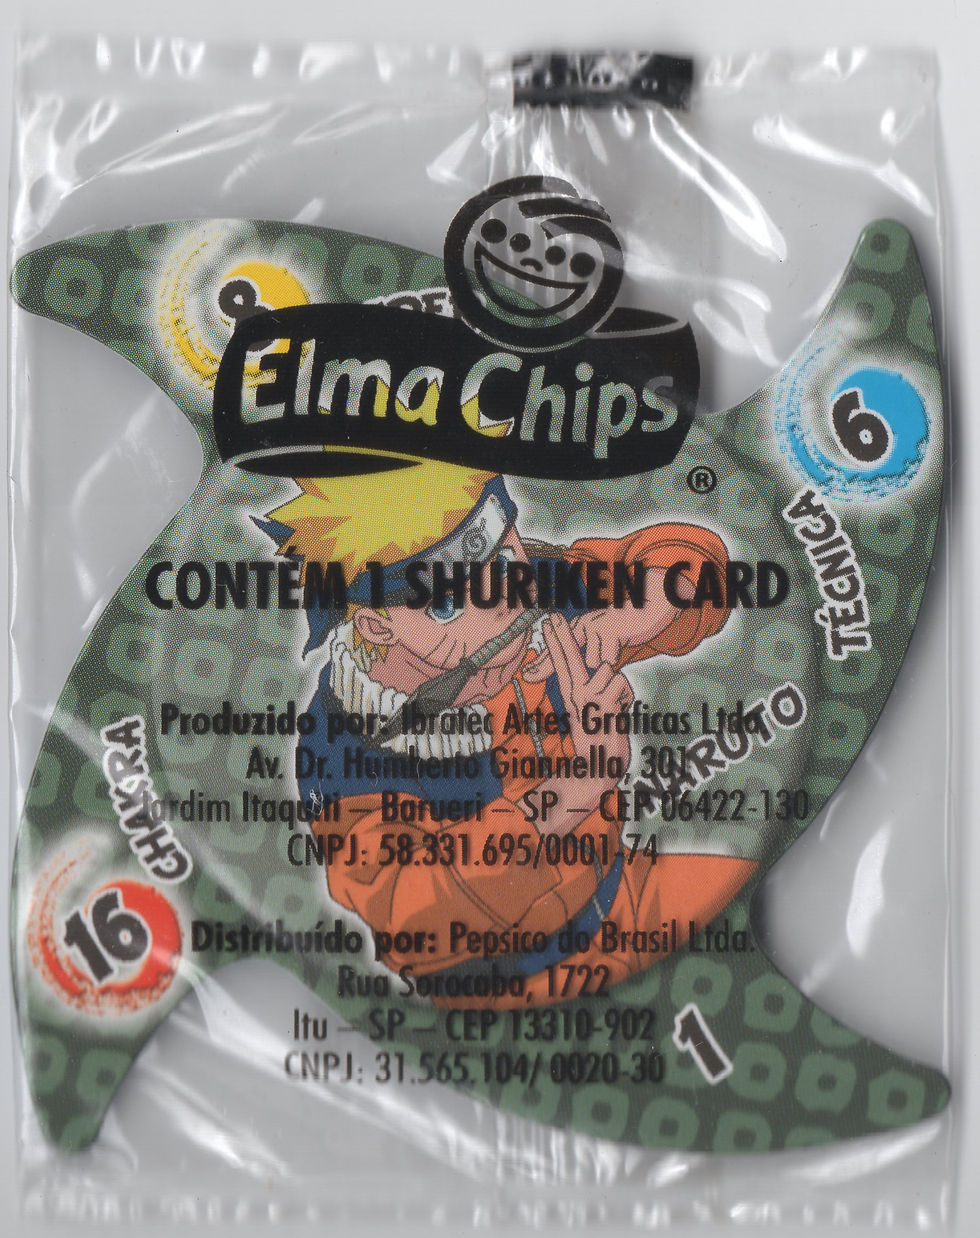 Elma Chips
®
6
TÉCNICA
CONTÉM 1 SHURIKEN CARD
NARUTO
CHAKRA
16
Produzido por: Ibratec Artes Gráficas Ltda.
Av. Dr. Humberto Giannella, 301
Jardim Itaquiti – Barueri – SP – CEP 06422-130
CNPJ: 58.331.695/0001-74
Distribuído por: Pepsico do Brasil Ltda.
Rua Sorocaba, 1722
Itu – SP – CEP 13310-902
CNPJ: 31.565.104/0020-30
1